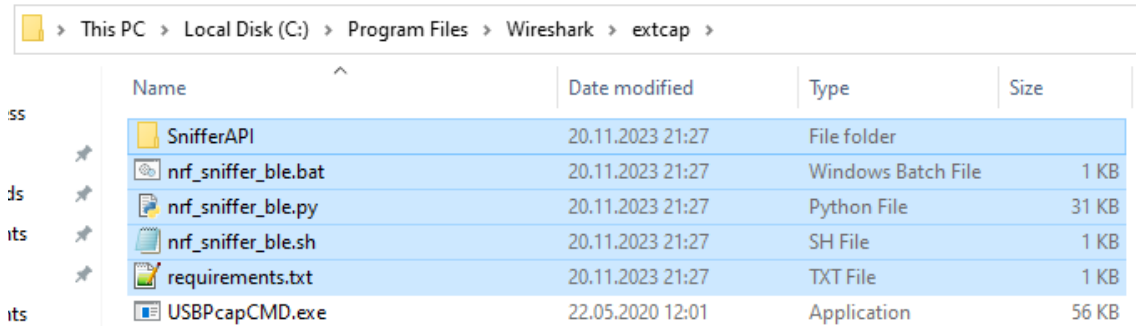 This PC > Local Disk (C:) > Program Files > Wireshark > extcap >
Name Date modified Type Size
ss
SnifferAPI 20.11.2023 21:27 File folder
nrf_sniffer_ble.bat 20.11.2023 21:27 Windows Batch File 1 KB
ds
nrf_sniffer_ble.py 20.11.2023 21:27 Python File 31 KB
nts
nrf_sniffer_ble.sh 20.11.2023 21:27 SH File 1 KB
requirements.txt 20.11.2023 21:27 TXT File 1 KB
nts
USBPcapCMD.exe 22.05.2020 12:01 Application 56 KB